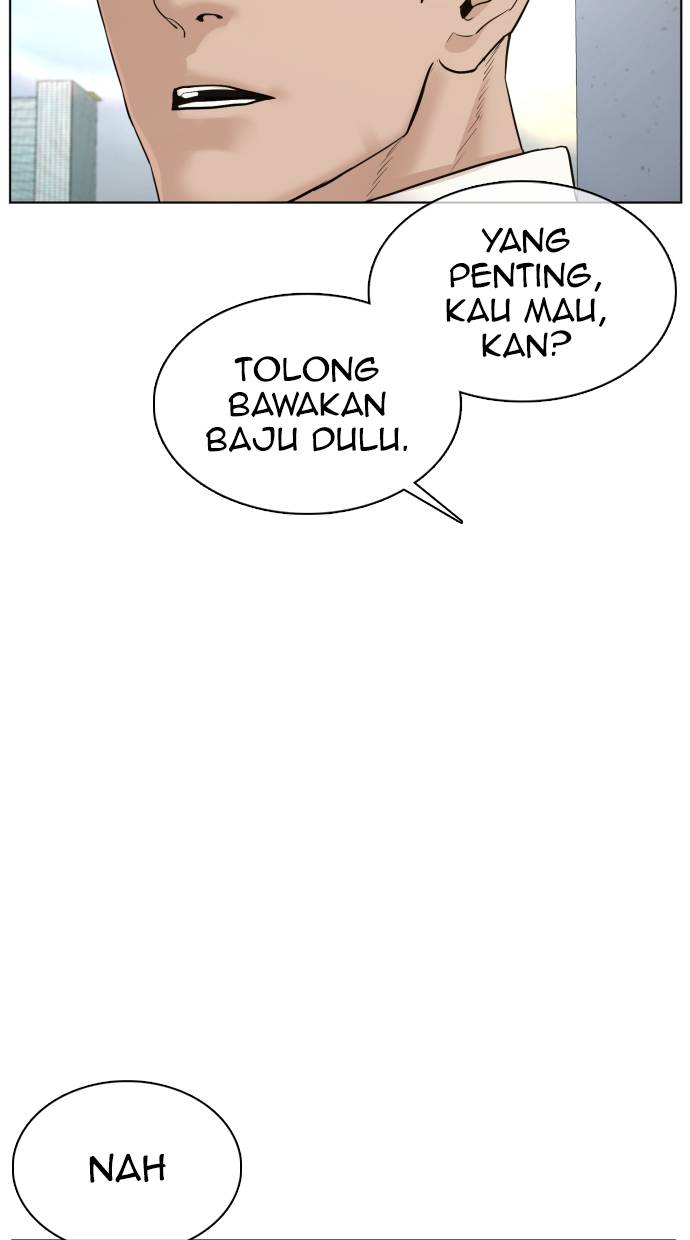 YANG
PENTING,
KAU MAU,
KAN?
TOLONG
BAWAKAN
BAJU DULU.
NAH